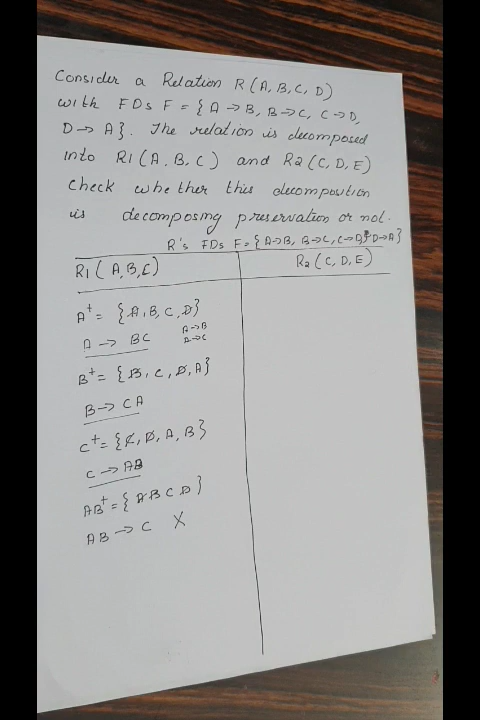 Consider a Relation R(A, B, C, D)
with FDs F = {A → B, B → C, C → D,
D → A}. The relation is decomposed
into R1(A, B, C) and R2(C, D, E)
check whether this decomposition
is decomposing preservation or not.
R's FDs F = {A→B, B→C, C→D} D→A}
R1(A,B,C) R2(C,D,E)
A⁺ = {A, B, C, D}
A → BC A→B
A→C
B⁺ = {B, C, D, A}
B → CA
C⁺ = {C, D, A, B}
C → AB
AB⁺ = {A B C D}
AB → C X